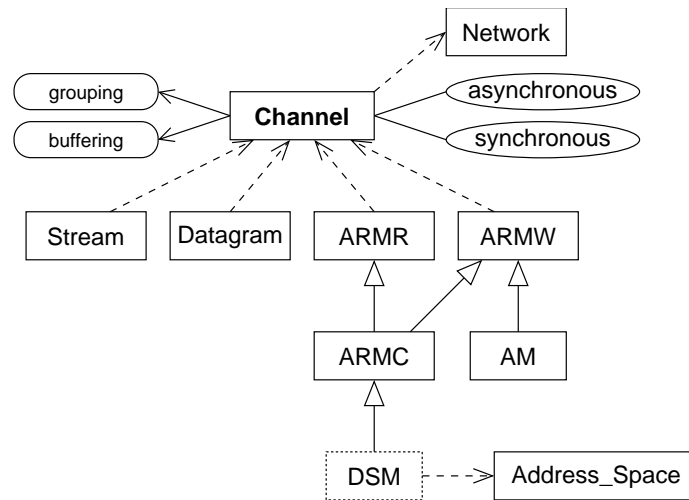 Network
grouping
asynchronous
Channel
buffering
synchronous
Stream
Datagram
ARMR
ARMW
ARMC
AM
DSM
Address_Space